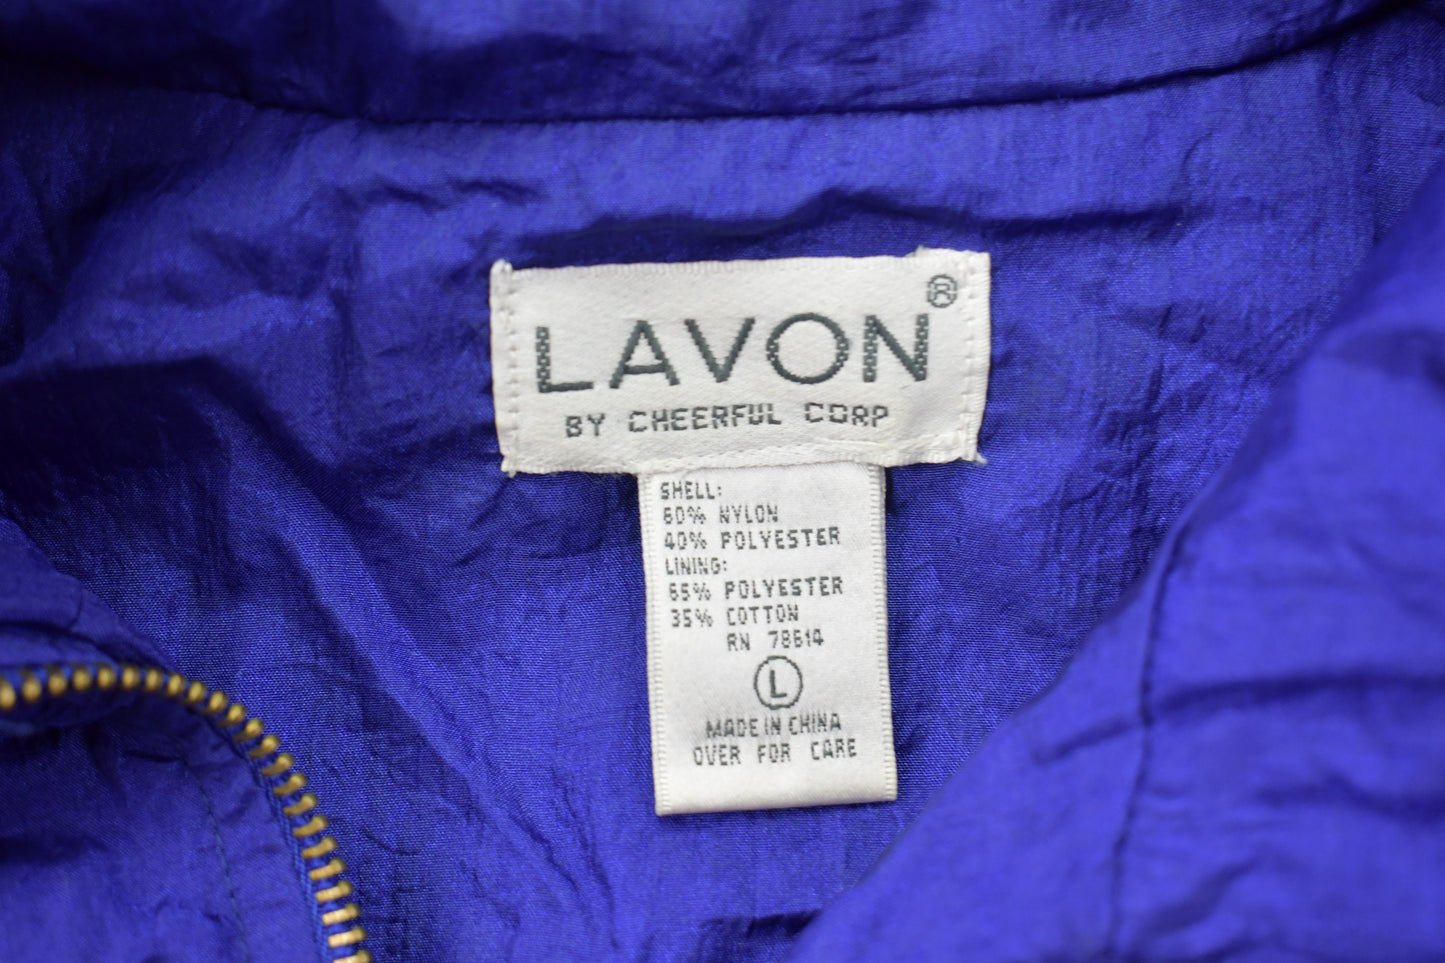 LAVON®
BY CHEERFUL CORP
SHELL:
60% NYLON
40% POLYESTER
LINING:
65% POLYESTER
35% COTTON
RN 78614
L
MADE IN CHINA
OVER FOR CARE